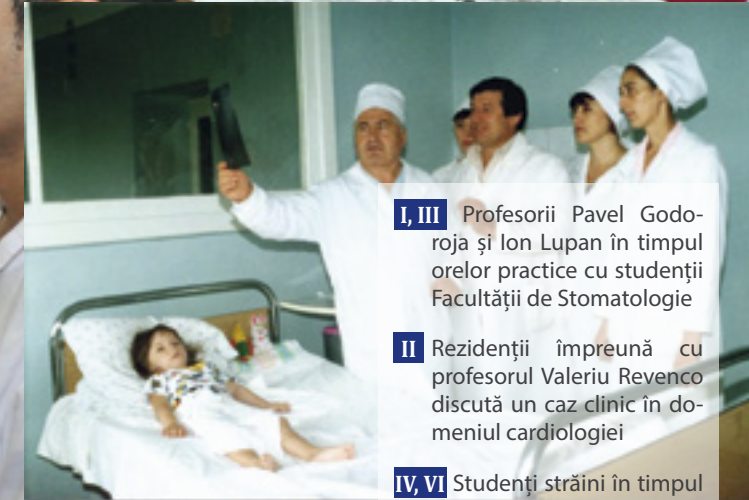 I, III Profesorii Pavel Godo-
roja și Ion Lupan în timpul
orelor practice cu studenții
Facultății de Stomatologie
II Rezidenții împreună cu
profesorul Valeriu Revenco
discută un caz clinic în do-
meniul cardiologiei
IV, VI Studenți străini în timpul